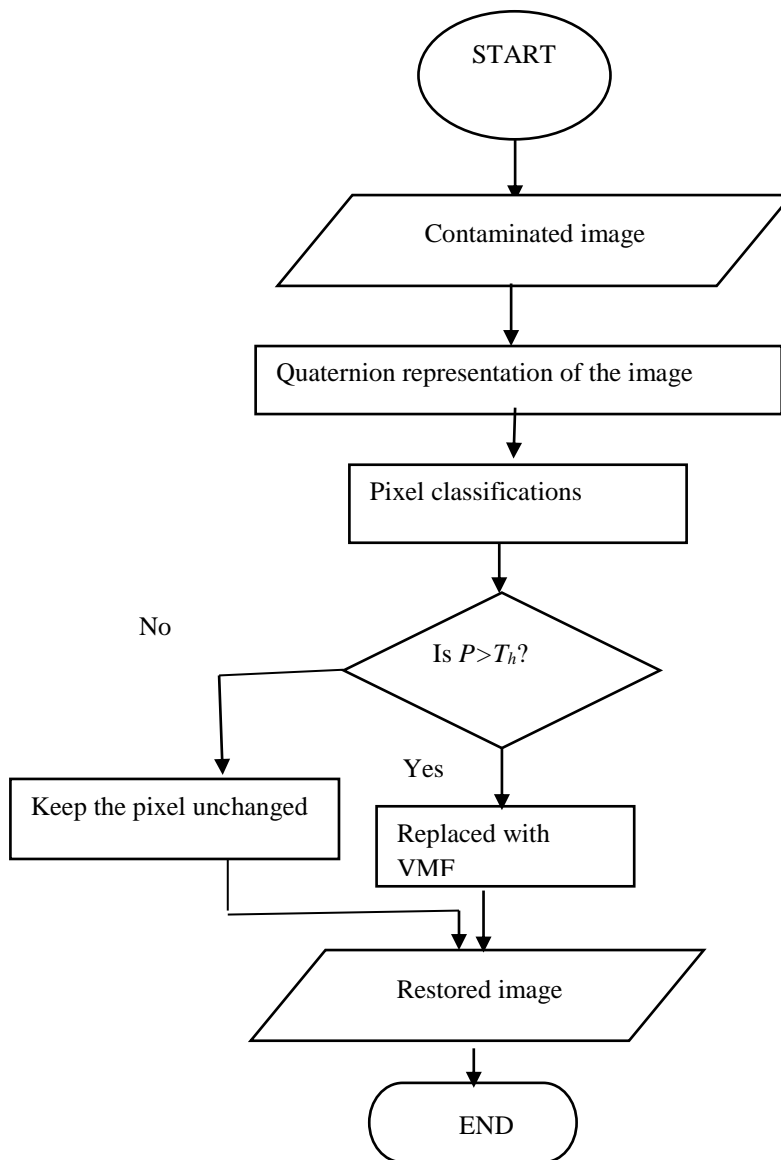 START
Contaminated image
Quaternion representation of the image
Pixel classifications
No
Is P>Th?
Yes
Keep the pixel unchanged
Replaced with
VMF
Restored image
END